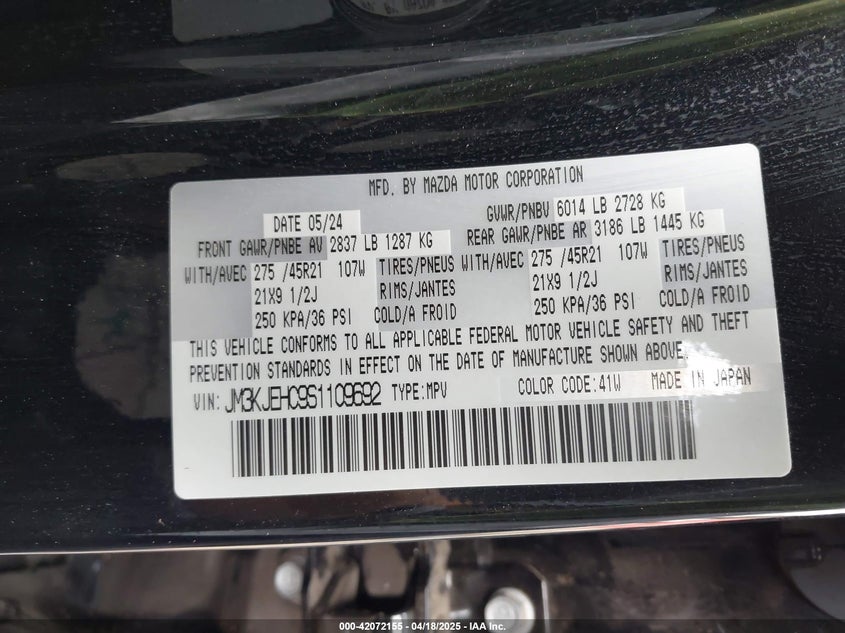 MFD. BY MAZDA MOTOR CORPORATION
DATE 05/24 GVWR/PNBV 6014 LB 2728 KG
FRONT GAWR/PNBE AV 2837 LB 1287 KG REAR GAWR/PNBE AR 3186 LB 1445 KG
WITH/AVEC 275 /45R21 107W TIRES/PNEUS WITH/AVEC 275 /45R21 107W TIRES/PNEUS
21X9 1/2J RIMS/JANTES 21X9 1/2J RIMS/JANTES
250 KPA/36 PSI COLD/A FROID 250 KPA/36 PSI COLD/A FROID
THIS VEHICLE CONFORMS TO ALL APPLICABLE FEDERAL MOTOR VEHICLE SAFETY AND THEFT
PREVENTION STANDARDS IN EFFECT ON THE DATE OF MANUFACTURE SHOWN ABOVE.
VIN: JM3KJEHC9S1109692 TYPE:MPV COLOR CODE:41W MADE IN JAPAN
000-42072155 - 04/18/2025 - IAA Inc.